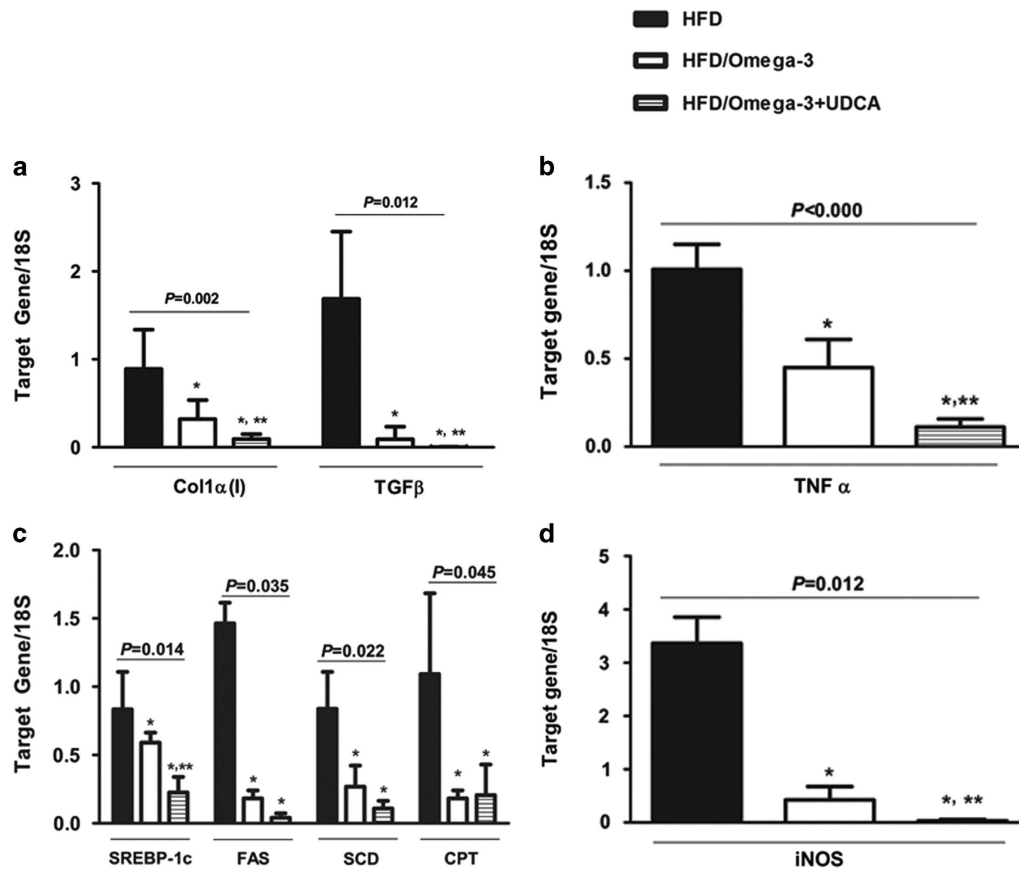 HFD
HFD/Omega-3
HFD/Omega-3+UDCA
a
Target Gene/18S
3
2
1
0
P=0.002
P=0.012
*
*, **
*
*, **
Col1α(I)
TGFβ
b
Target gene/18S
1.5
1.0
0.5
0.0
P<0.000
*
*,**
TNF α
c
Target Gene/18S
2.0
1.5
1.0
0.5
0.0
P=0.014
P=0.035
P=0.022
P=0.045
*
*,**
*
*
*
*
*
*
SREBP-1c
FAS
SCD
CPT
d
Target gene/18S
5
4
3
2
1
0
P=0.012
*
*, **
iNOS